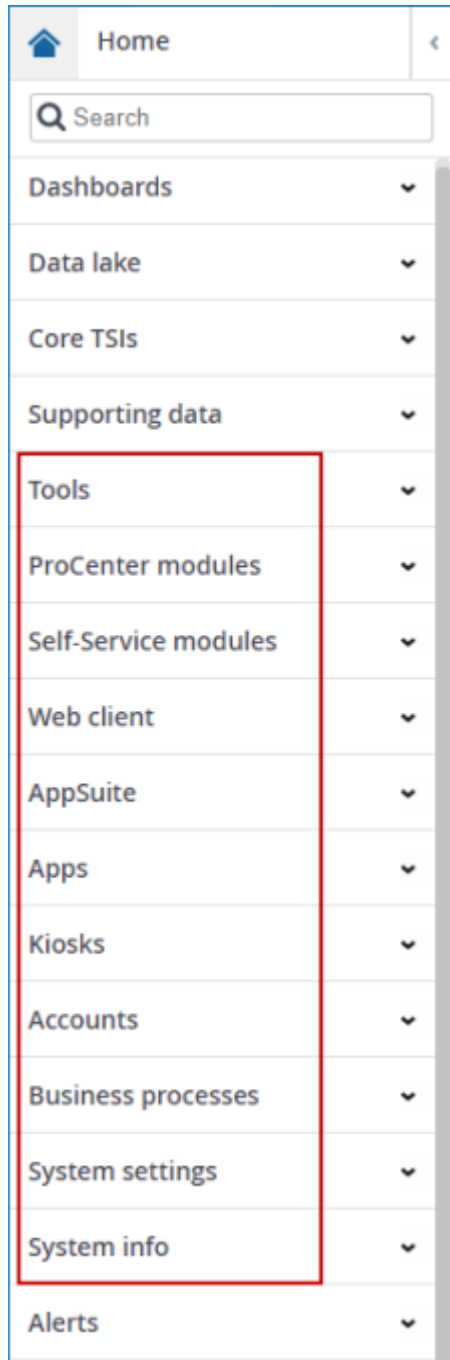 Home
Search
Dashboards
Data lake
Core TSIs
Supporting data
Tools
ProCenter modules
Self-Service modules
Web client
AppSuite
Apps
Kiosks
Accounts
Business processes
System settings
System info
Alerts